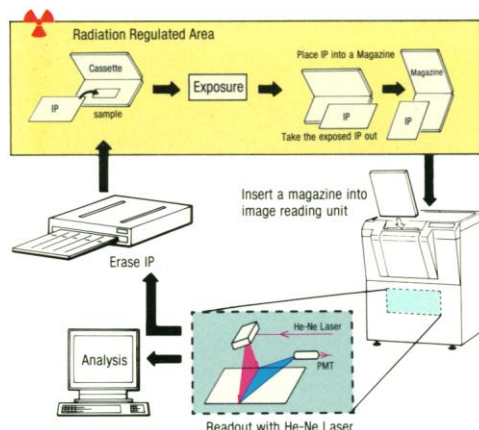 Radiation Regulated Area
Cassette
IP
sample
Exposure
Place IP into a Magazine
IP
Take the exposed IP out
Magazine
IP
Insert a magazine into
image reading unit
Erase IP
Analysis
He-Ne Laser
PMT
Readout with He-Ne Laser